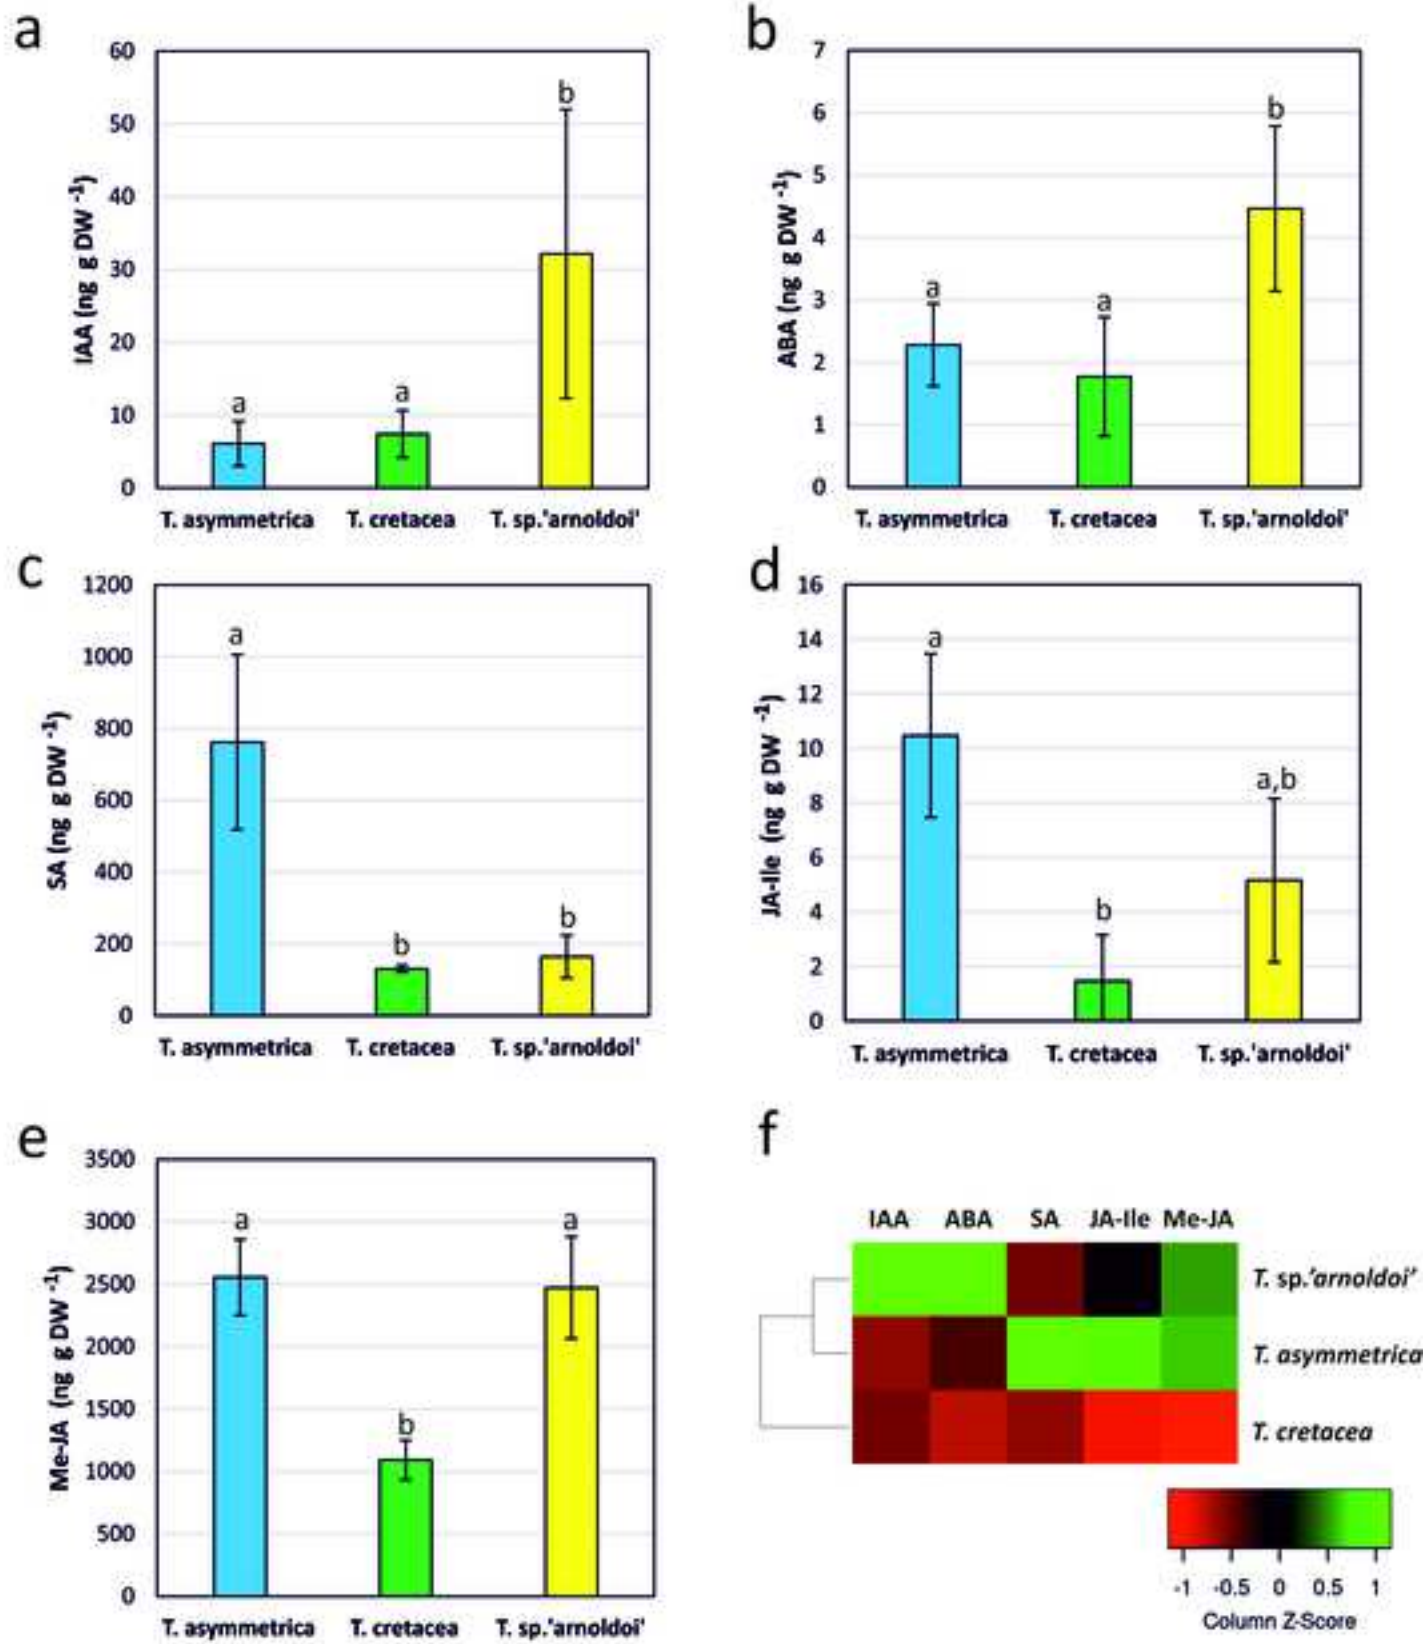 a
60
50
40
30
20
10
0
IAA (ng g DW -1)
a
a
b
T. asymmetrica T. cretacea T. sp.'arnoldoi'
b
7
6
5
4
3
2
1
0
ABA (ng g DW -1)
a
a
b
T. asymmetrica T. cretacea T. sp.'arnoldoi'
c
1200
1000
800
600
400
200
0
SA (ng g DW -1)
a
b
b
T. asymmetrica T. cretacea T. sp.'arnoldoi'
d
16
14
12
10
8
6
4
2
0
JA-Ile (ng g DW -1)
a
b
a,b
T. asymmetrica T. cretacea T. sp.'arnoldoi'
e
3500
3000
2500
2000
1500
1000
500
0
Me-JA (ng g DW -1)
a
b
a
T. asymmetrica T. cretacea T. sp.'arnoldoi'
f
IAA ABA SA JA-Ile Me-JA
T. sp.'arnoldoi'
T. asymmetrica
T. cretacea
-1 -0.5 0 0.5 1
Column Z-Score